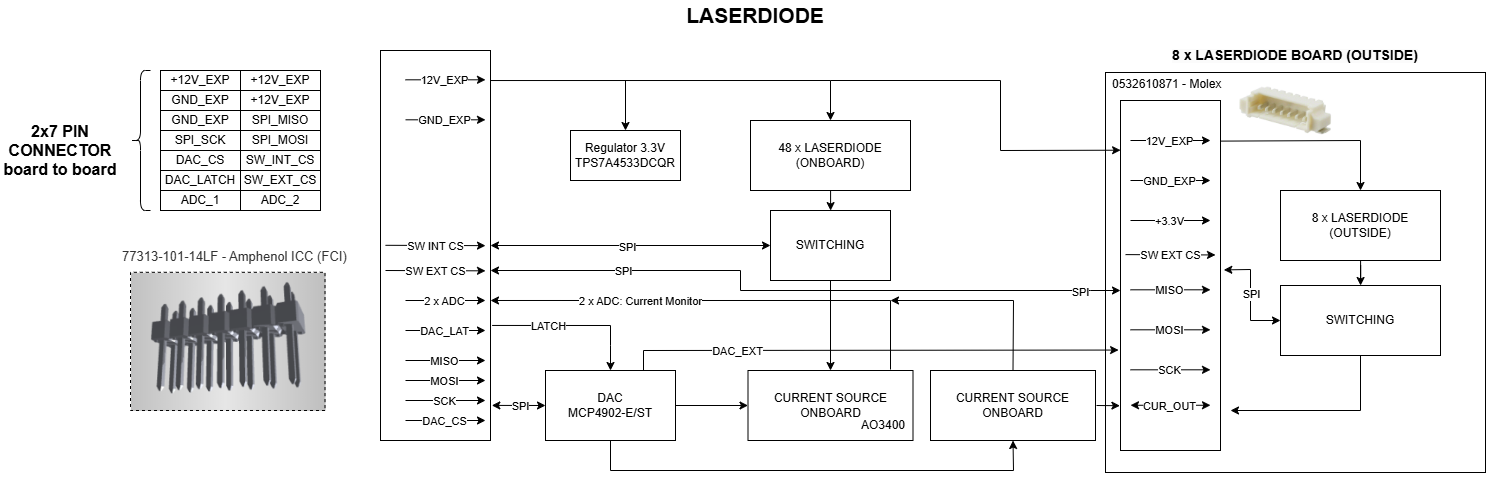 LASERDIODE
2x7 PIN
CONNECTOR
board to board
+12V_EXP +12V_EXP
GND_EXP +12V_EXP
GND_EXP SPI_MISO
SPI_SCK SPI_MOSI
DAC_CS SW_INT_CS
DAC_LATCH SW_EXT_CS
ADC_1 ADC_2
77313-101-14LF - Amphenol ICC (FCI)
12V_EXP
GND_EXP
SW INT CS
SW EXT CS
2 x ADC
DAC_LAT
MISO
MOSI
SCK
DAC_CS
Regulator 3.3V
TPS7A4533DCQR
48 x LASERDIODE
(ONBOARD)
SWITCHING
SPI
SPI
SPI
2 x ADC: Current Monitor
LATCH
DAC_EXT
SPI
DAC
MCP4902-E/ST
CURRENT SOURCE
ONBOARD
AO3400
CURRENT SOURCE
ONBOARD
8 x LASERDIODE BOARD (OUTSIDE)
0532610871 - Molex
12V_EXP
GND_EXP
+3.3V
SW EXT CS
MISO
MOSI
SCK
CUR_OUT
8 x LASERDIODE
(OUTSIDE)
SPI
SWITCHING